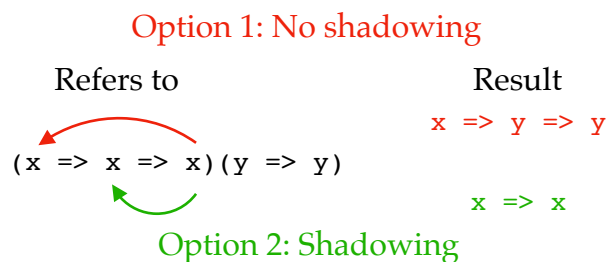 Option 1: No shadowing
Refers to
Result
x => y => y
(x => x => x)(y => y)
x => x
Option 2: Shadowing